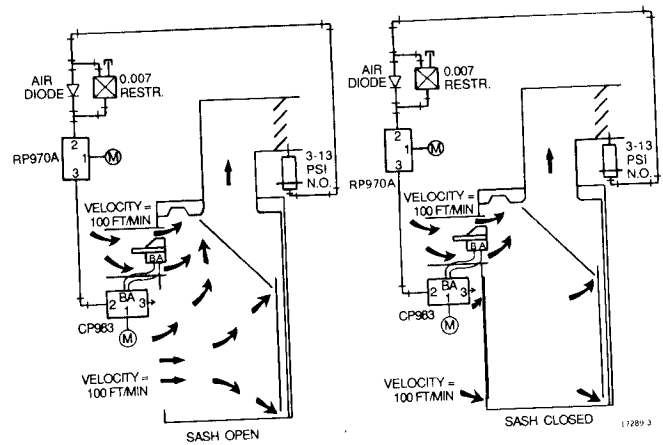 AIR
DIODE
0.007
RESTR.
2
1
3
M
RP970A
3-13
PSI
N.O.
VELOCITY =
100 FT/MIN
B A
BA
2
3
1
CP983
M
VELOCITY =
100 FT/MIN
SASH OPEN
AIR
DIODE
0.007
RESTR.
2
1
3
M
RP970A
3-13
PSI
N.O.
VELOCITY =
100 FT/MIN
B A
BA
2
3
1
CP983
M
VELOCITY =
100 FT/MIN
SASH CLOSED
17289 3